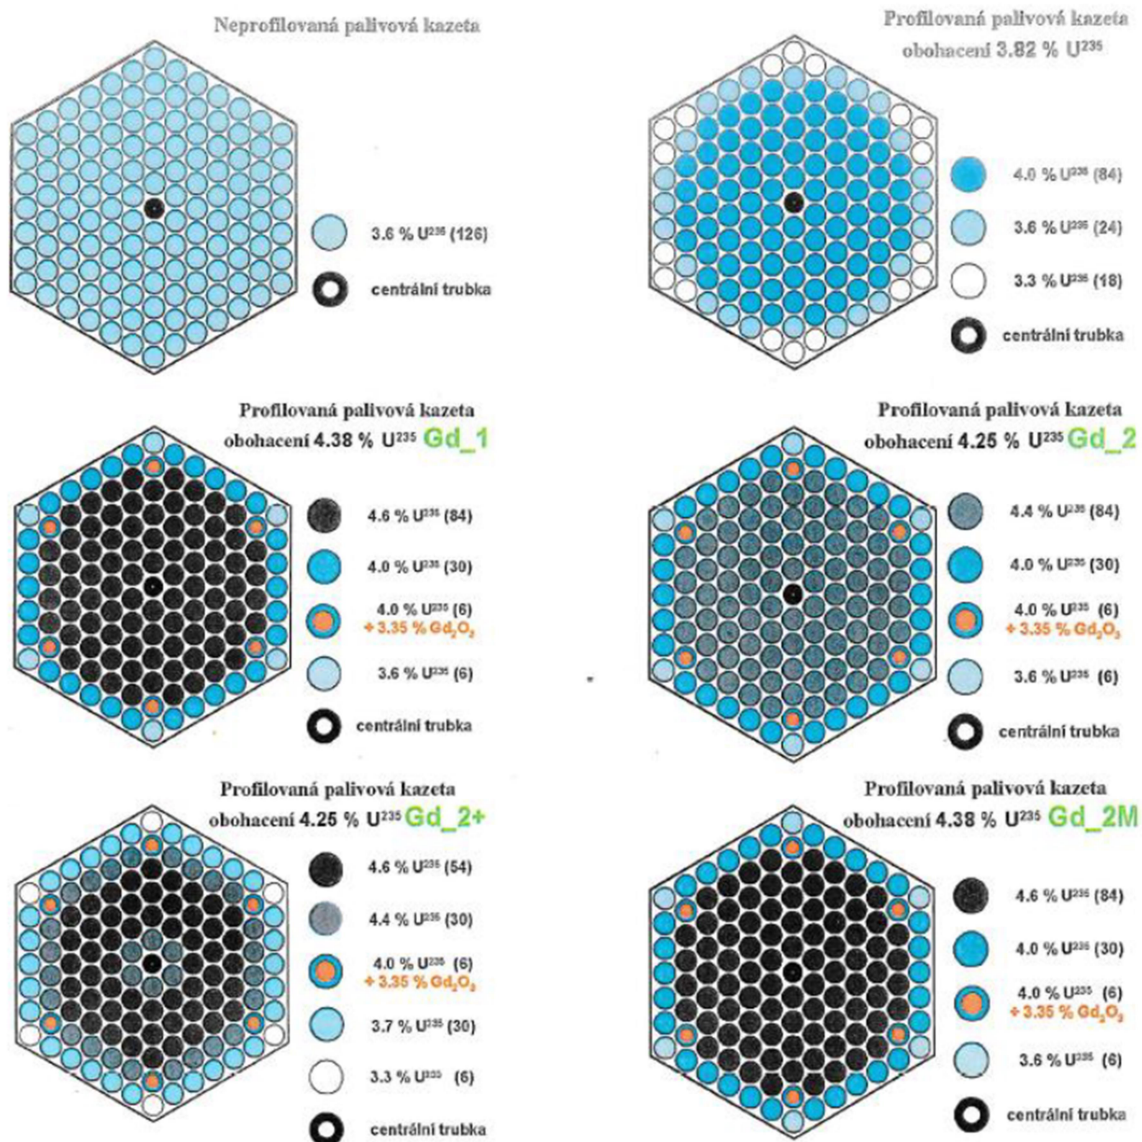 Neprofilovaná palivová kazeta
3.6 % U²³⁵ (126)
centrální trubka
Profilovaná palivová kazeta
obohacení 3.82 % U²³⁵
4.0 % U²³⁵ (84)
3.6 % U²³⁵ (24)
3.3 % U²³⁵ (18)
centrální trubka
Profilovaná palivová kazeta
obohacení 4.38 % U²³⁵ Gd_1
4.6 % U²³⁵ (84)
4.0 % U²³⁵ (30)
4.0 % U²³⁵ (6)
+ 3.35 % Gd₂O₃
3.6 % U²³⁵ (6)
centrální trubka
Profilovaná palivová kazeta
obohacení 4.25 % U²³⁵ Gd_2
4.4 % U²³⁵ (84)
4.0 % U²³⁵ (30)
4.0 % U²³⁵ (6)
+ 3.35 % Gd₂O₃
3.6 % U²³⁵ (6)
centrální trubka
Profilovaná palivová kazeta
obohacení 4.25 % U²³⁵ Gd_2+
4.6 % U²³⁵ (54)
4.4 % U²³⁵ (30)
4.0 % U²³⁵ (6)
+ 3.35 % Gd₂O₃
3.7 % U²³⁵ (30)
3.3 % U²³⁵ (6)
centrální trubka
Profilovaná palivová kazeta
obohacení 4.38 % U²³⁵ Gd_2M
4.6 % U²³⁵ (84)
4.0 % U²³⁵ (30)
4.0 % U²³⁵ (6)
+ 3.35 % Gd₂O₃
3.6 % U²³⁵ (6)
centrální trubka